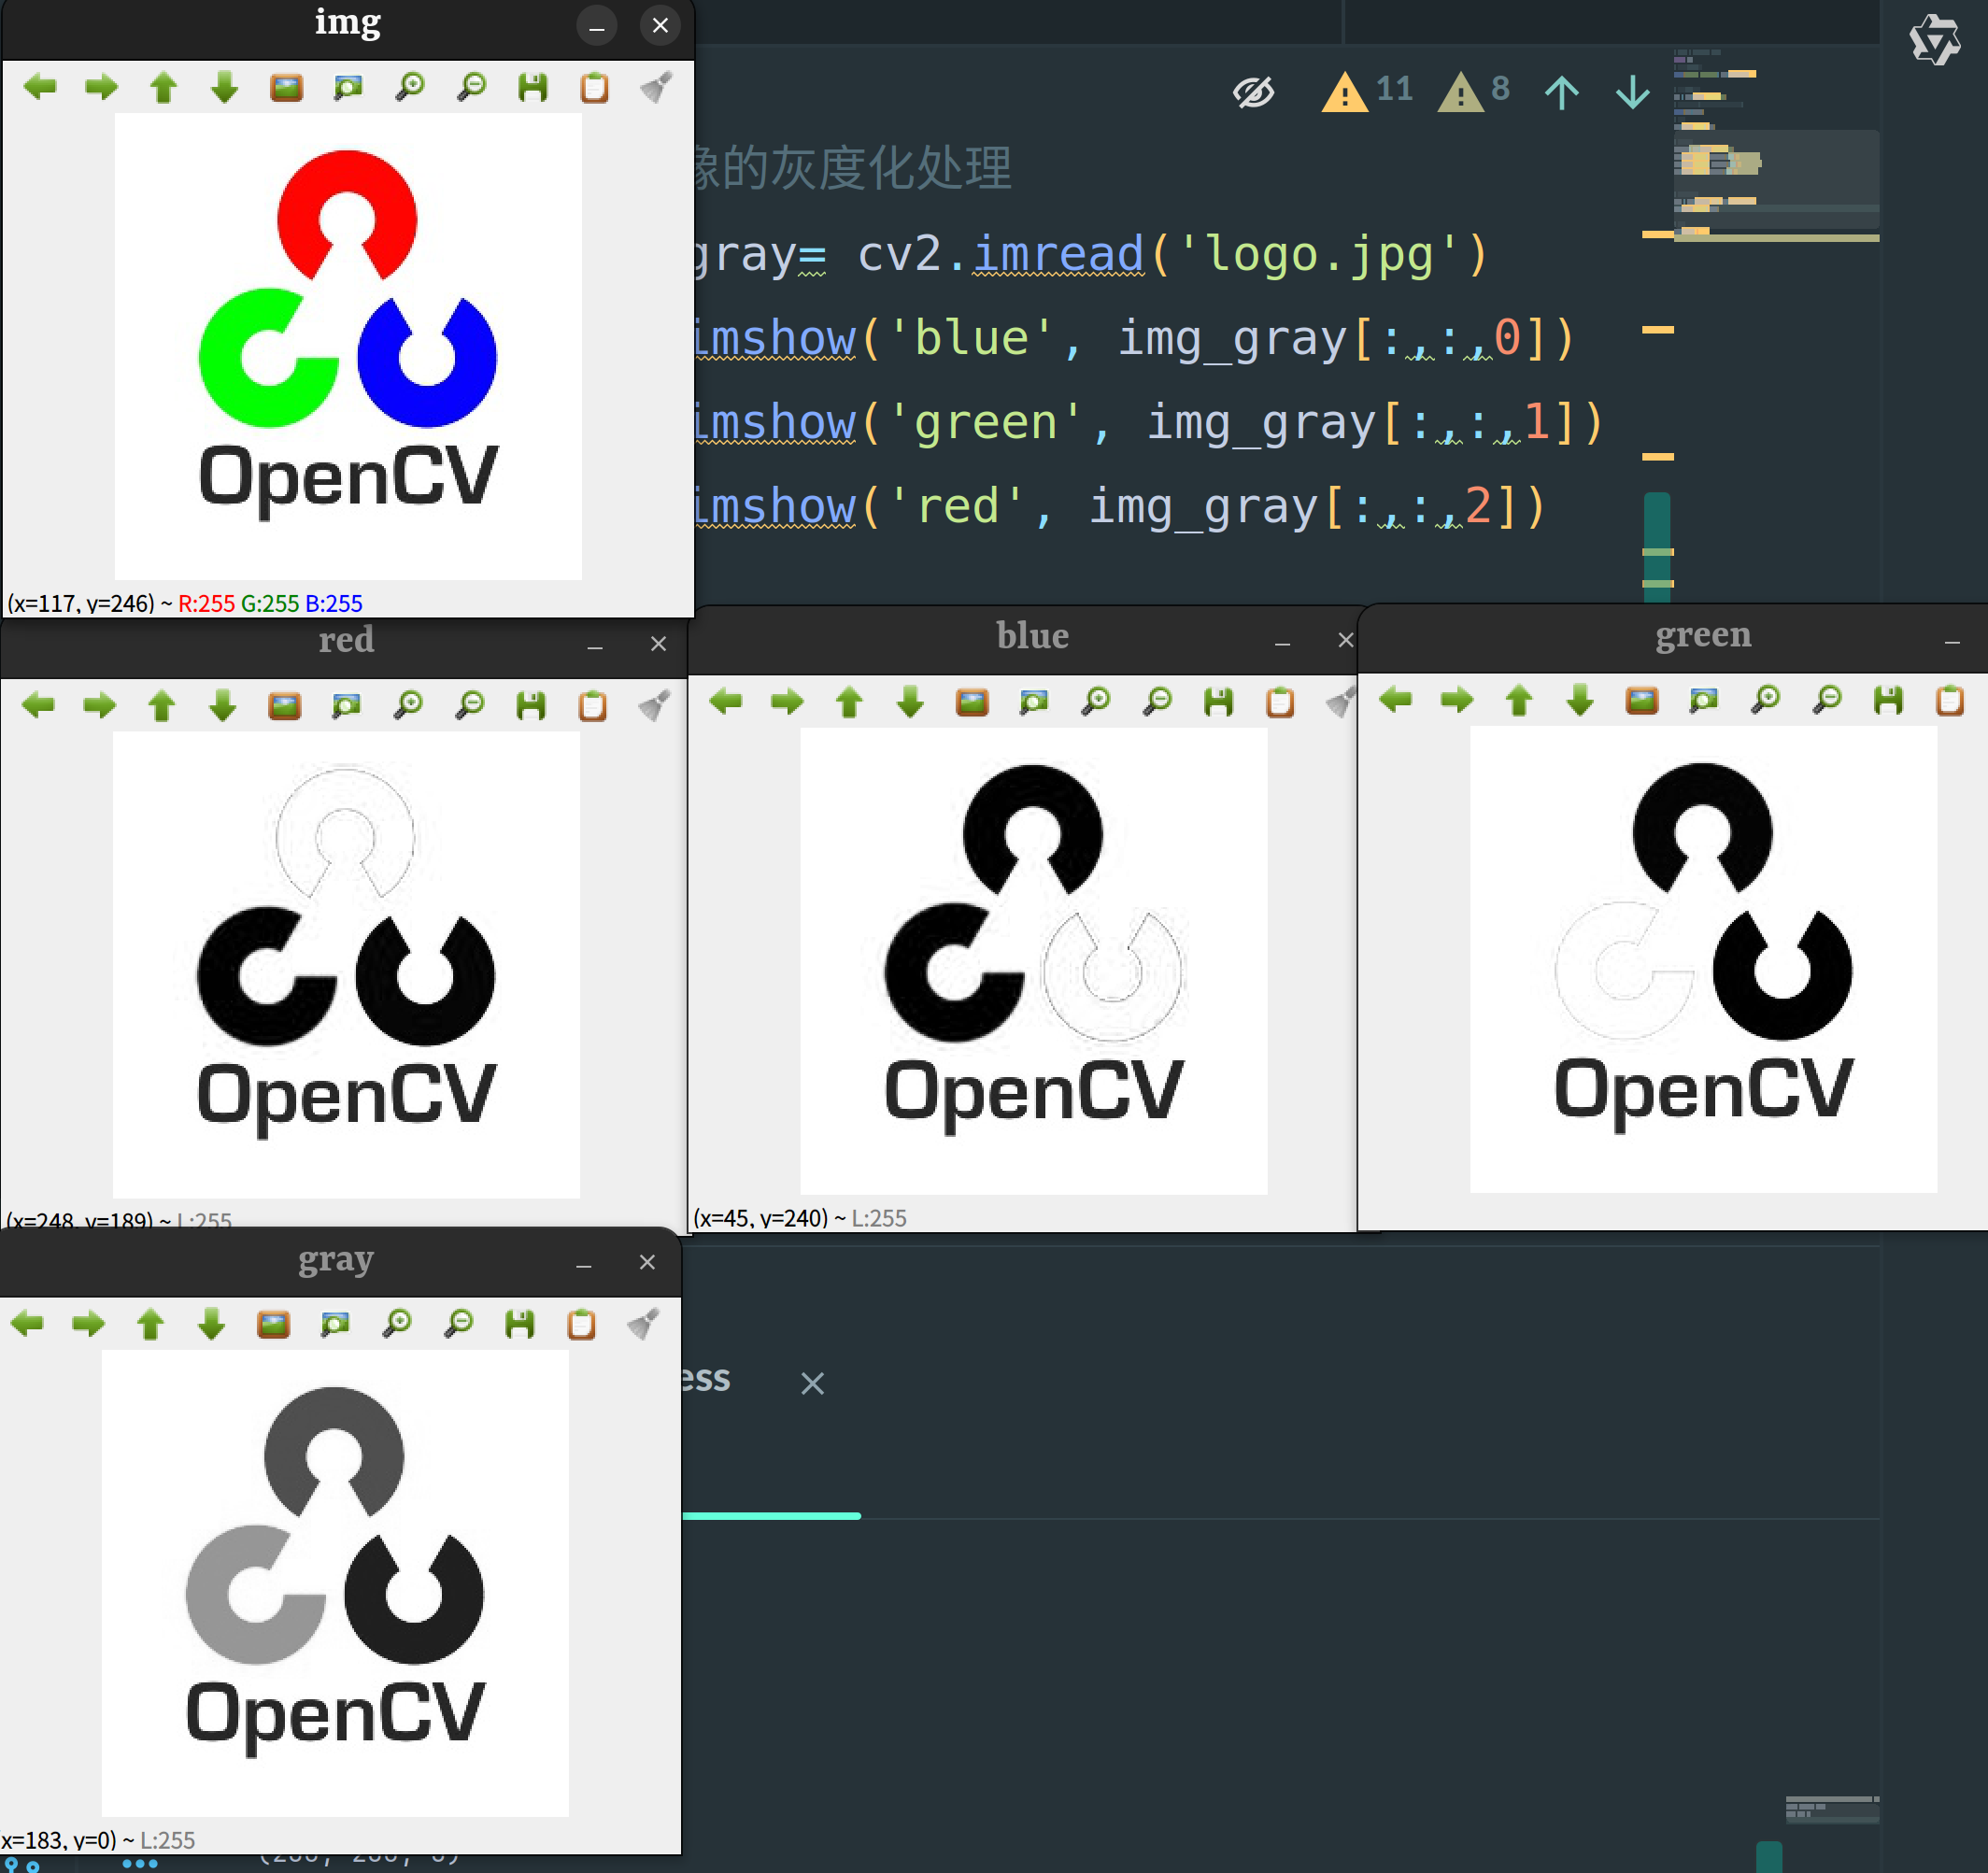 img
11 8
像的灰度化处理
gray= cv2.imread('logo.jpg')
imshow('blue', img_gray[:,:,0])
imshow('green', img_gray[:,:,1])
imshow('red', img_gray[:,:,2])
OpenCV
(x=117, y=246) ~ R:255 G:255 B:255
red
OpenCV
(x=248, y=189) ~ L:255
blue
OpenCV
(x=45, y=240) ~ L:255
green
OpenCV
gray
OpenCV
x=183, y=0) ~ L:255
ess